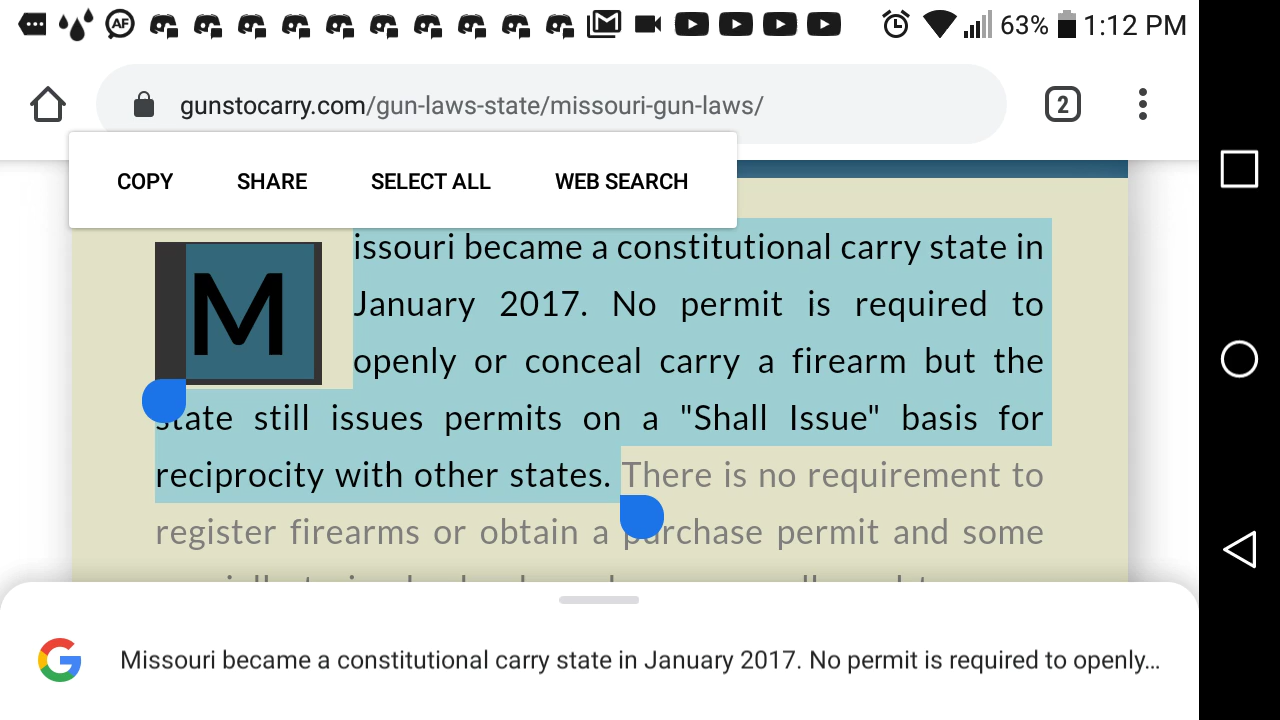 AF
63%
1:12 PM
gunstocarry.com/gun-laws-state/missouri-gun-laws/
2
COPY SHARE SELECT ALL WEB SEARCH
Missouri became a constitutional carry state in
January 2017. No permit is required to
openly or conceal carry a firearm but the
state still issues permits on a "Shall Issue" basis for
reciprocity with other states. There is no requirement to
register firearms or obtain a purchase permit and some
Missouri became a constitutional carry state in January 2017. No permit is required to openly...